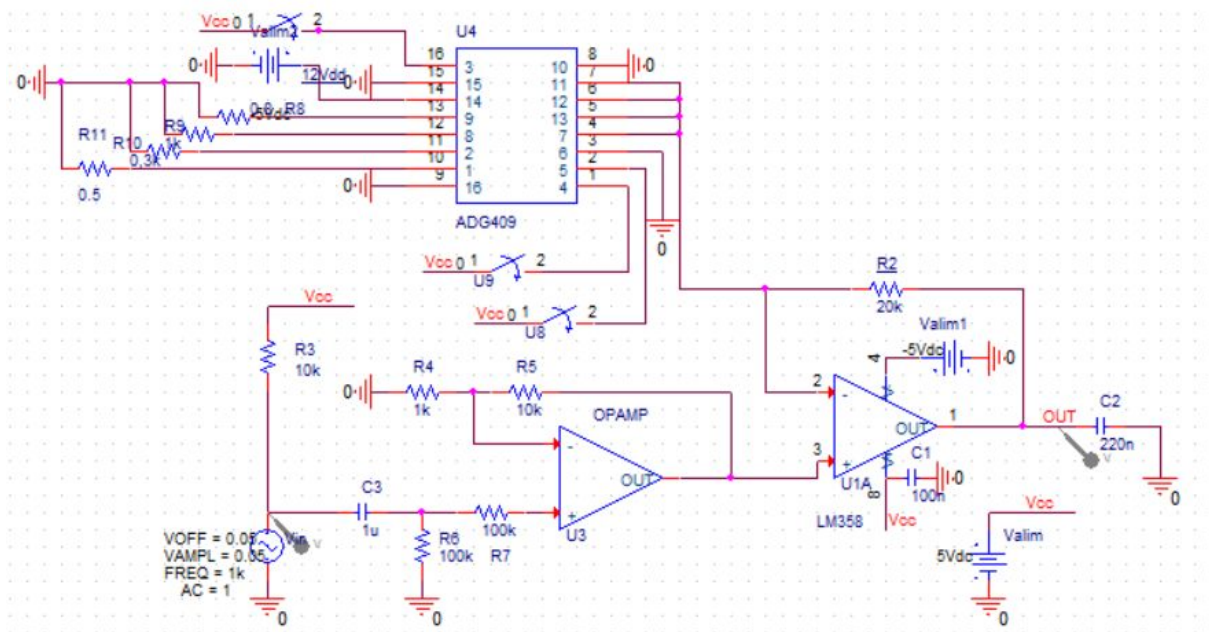 Vcc 0 1 2
Valim2
0
12Vdd
U4
16 3
15 15
14 14
13 9
12 8
11 2
10 1
9 16
10 8
11 7
12 6
13 5
7 4
6 3
5 2
4 1
ADG409
0
0
0
0
0
R8
-5Vdc
R9
1k
R10
0,3k
R11
0.5
0
Vcc 0 1 2
U9
Vcc 0 1 2
U8
Vcc
R3
10k
0
R4
1k
R5
10k
OPAMP
-
+
OUT
U3
C3
1u
R6
100k
100k
R7
VOFF = 0.05
VAMPL = 0.05
FREQ = 1k
AC = 1
Vin
V
0
0
R2
20k
Valim1
-5Vdc
0
4
2
-
3
+
OUT
1
U1A
LM358
8
C1
100n
0
Vcc
OUT
C2
220n
V
0
Vcc
Valim
5Vdc
0